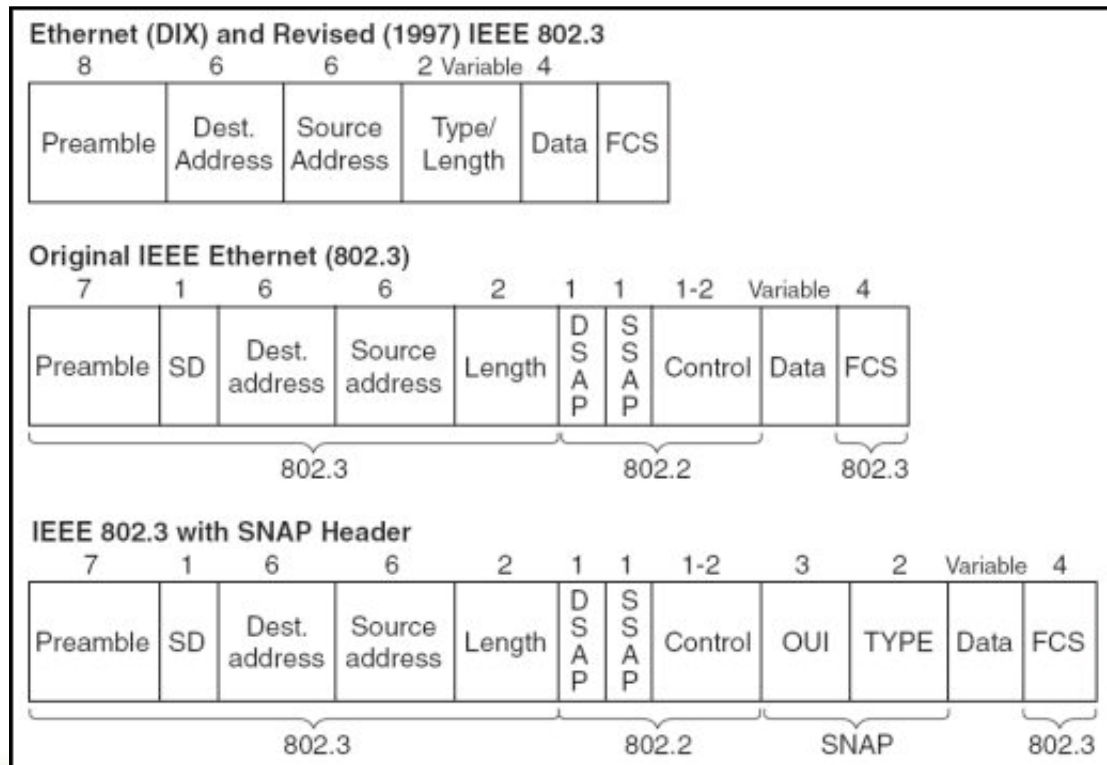 Ethernet (DIX) and Revised (1997) IEEE 802.3
8 6 6 2 Variable 4
Preamble Dest. Address Source Address Type/ Length Data FCS
Original IEEE Ethernet (802.3)
7 1 6 6 2 1 1 1-2 Variable 4
Preamble SD Dest. address Source address Length DSAP SSAP Control Data FCS
802.3 802.2 802.3
IEEE 802.3 with SNAP Header
7 1 6 6 2 1 1 1-2 3 2 Variable 4
Preamble SD Dest. address Source address Length DSAP SSAP Control OUI TYPE Data FCS
802.3 802.2 SNAP 802.3